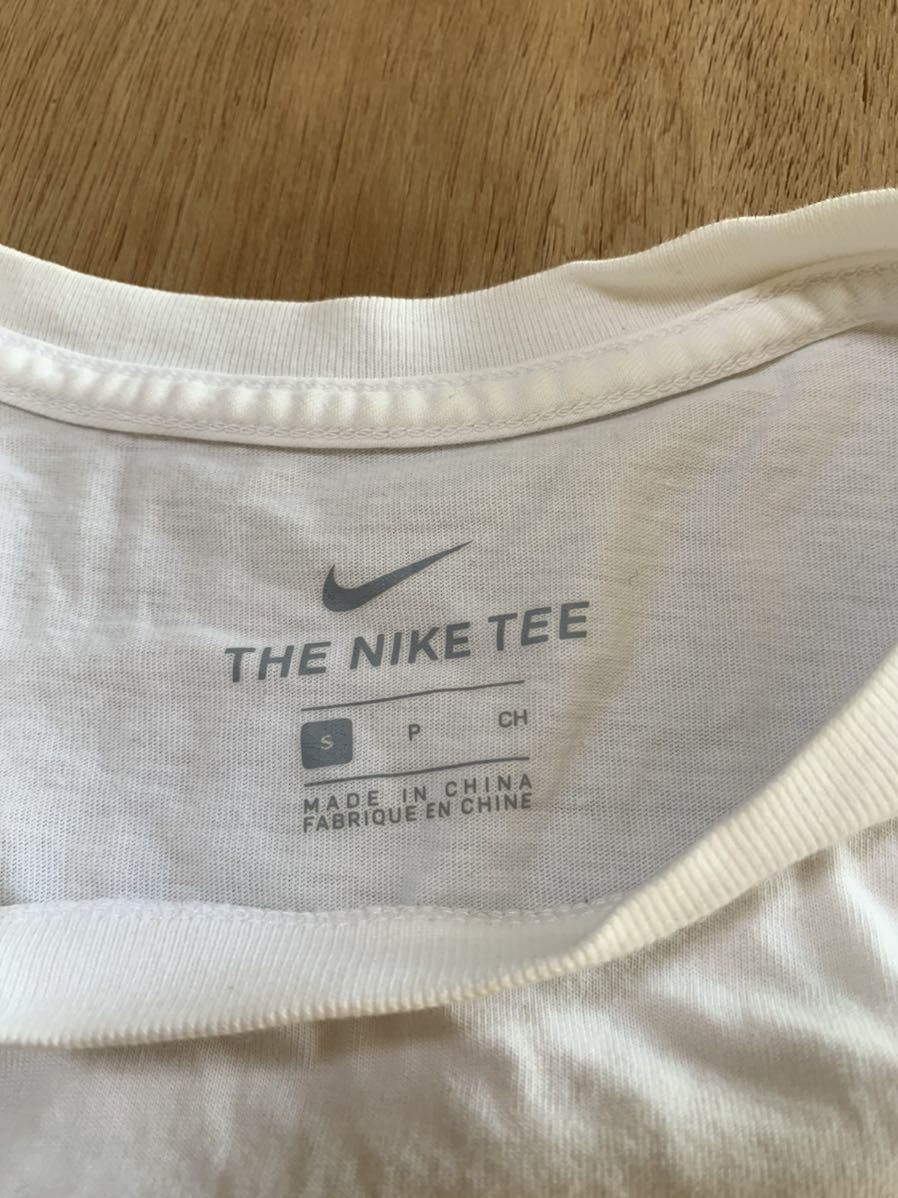 THE NIKE TEE
S P CH
MADE IN CHINA
FABRIQUE EN CHINE